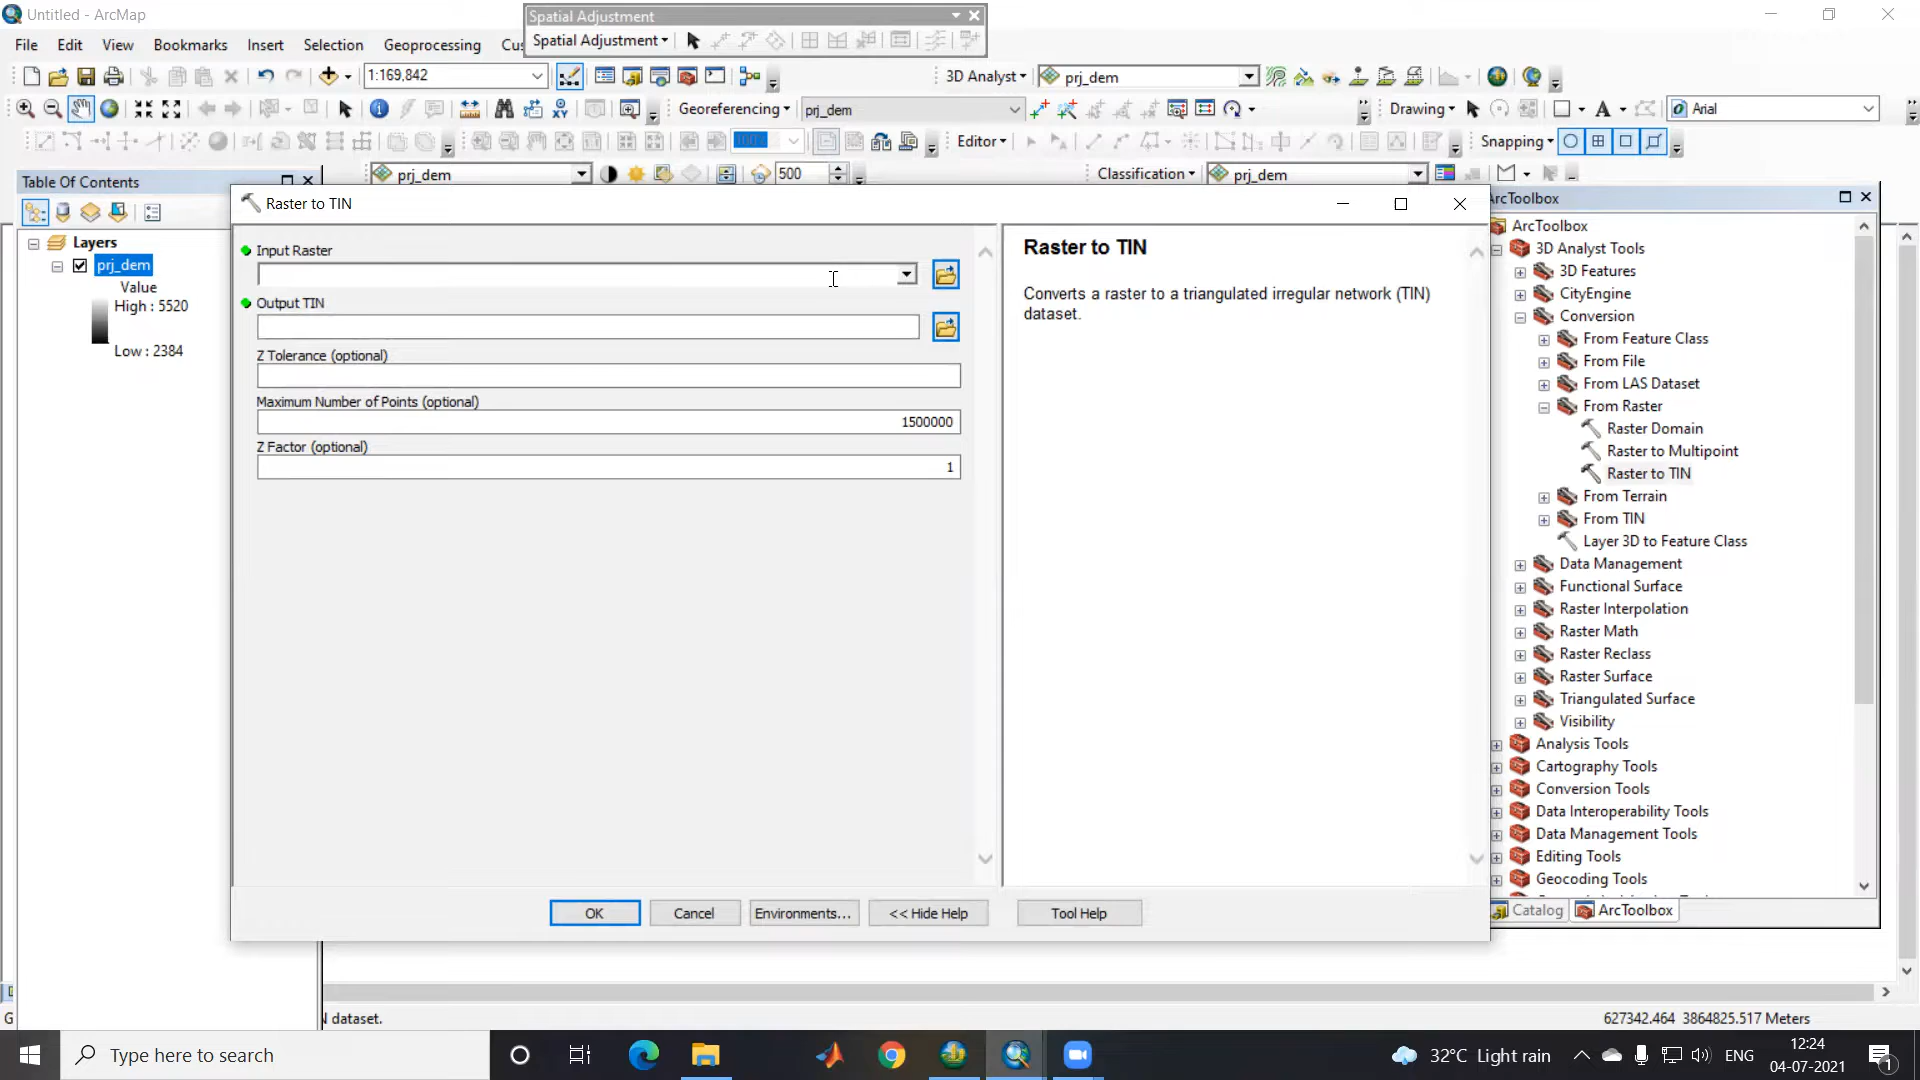 Untitled - ArcMap
Spatial Adjustment
File Edit View Bookmarks Insert Selection Geoprocessing Cus
Spatial Adjustment
1:169,842
3D Analyst
prj_dem
Georeferencing
prj_dem
Drawing
Arial
Editor
Snapping
prj_dem
500
Classification
prj_dem
Table Of Contents
Layers
prj_dem
Value
High : 5520
Low : 2384
Raster to TIN
Input Raster
Output TIN
Z Tolerance (optional)
Maximum Number of Points (optional)
1500000
Z Factor (optional)
1
OK
Cancel
Environments...
<< Hide Help
Tool Help
Raster to TIN
Converts a raster to a triangulated irregular network (TIN)
dataset.
ArcToolbox
ArcToolbox
3D Analyst Tools
3D Features
CityEngine
Conversion
From Feature Class
From File
From LAS Dataset
From Raster
Raster Domain
Raster to Multipoint
Raster to TIN
From Terrain
From TIN
Layer 3D to Feature Class
Data Management
Functional Surface
Raster Interpolation
Raster Math
Raster Reclass
Raster Surface
Triangulated Surface
Visibility
Analysis Tools
Cartography Tools
Conversion Tools
Data Interoperability Tools
Data Management Tools
Editing Tools
Geocoding Tools
Catalog
ArcToolbox
G
N dataset.
627342.464 3864825.517 Meters
Type here to search
32°C Light rain
ENG
12:24
04-07-2021
1